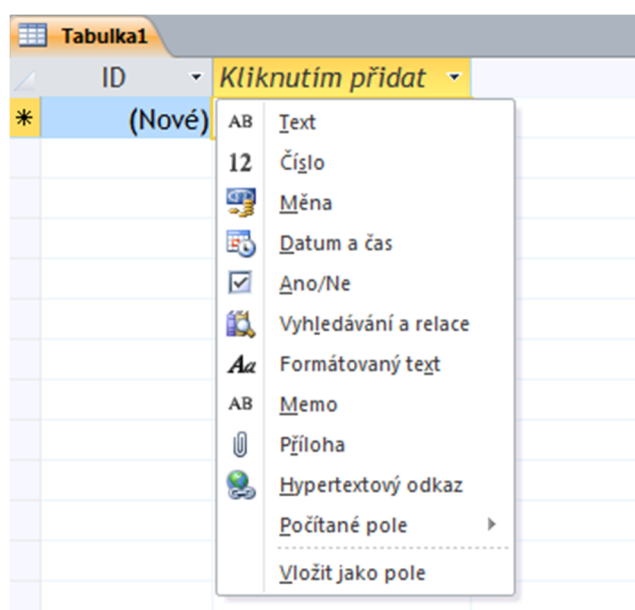 Tabulka1
ID Kliknutím přidat
* (Nové)
AB Text
12 Číslo
Měna
Datum a čas
Ano/Ne
Vyhledávání a relace
Aa Formátovaný text
AB Memo
Příloha
Hypertextový odkaz
Počítané pole
Vložit jako pole